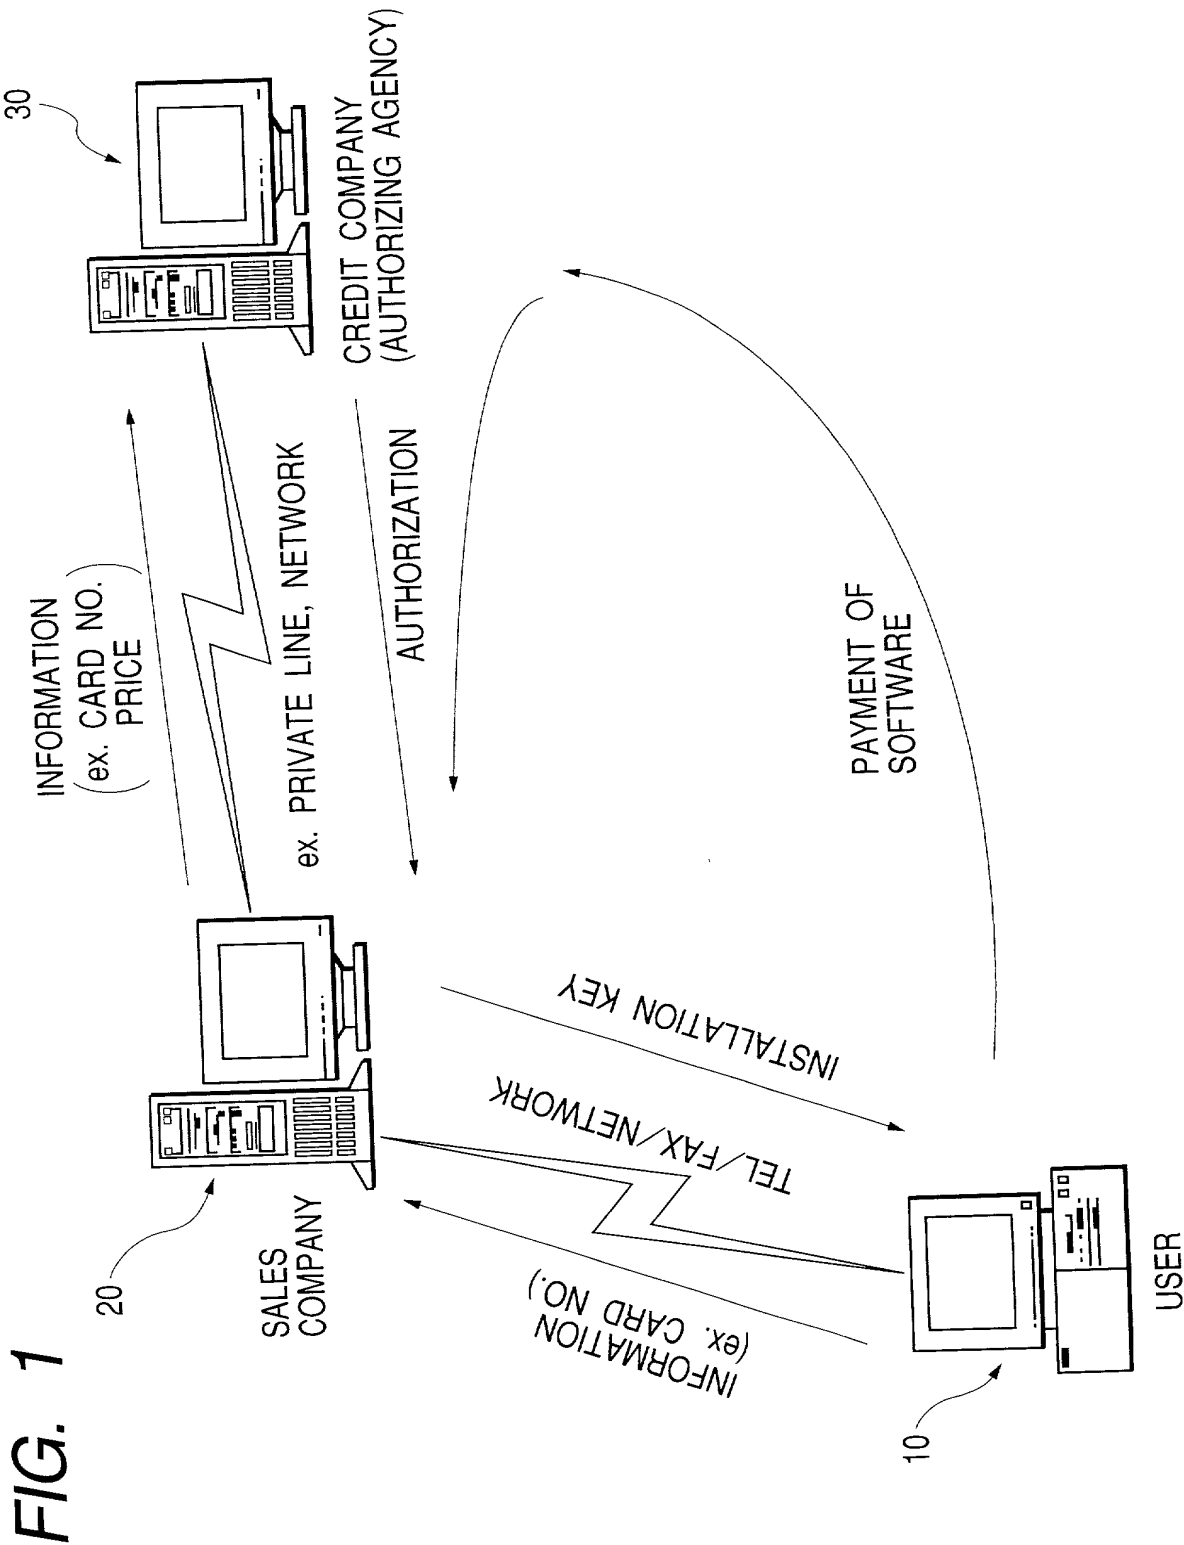 FIG. 1
20
SALES
COMPANY
INFORMATION
(ex. CARD NO.
PRICE)
30
ex. PRIVATE LINE, NETWORK
CREDIT COMPANY
(AUTHORIZING AGENCY)
AUTHORIZATION
INFORMATION
(ex. CARD NO.)
TEL/FAX/NETWORK
INSTALLATION KEY
PAYMENT OF
SOFTWARE
10
USER